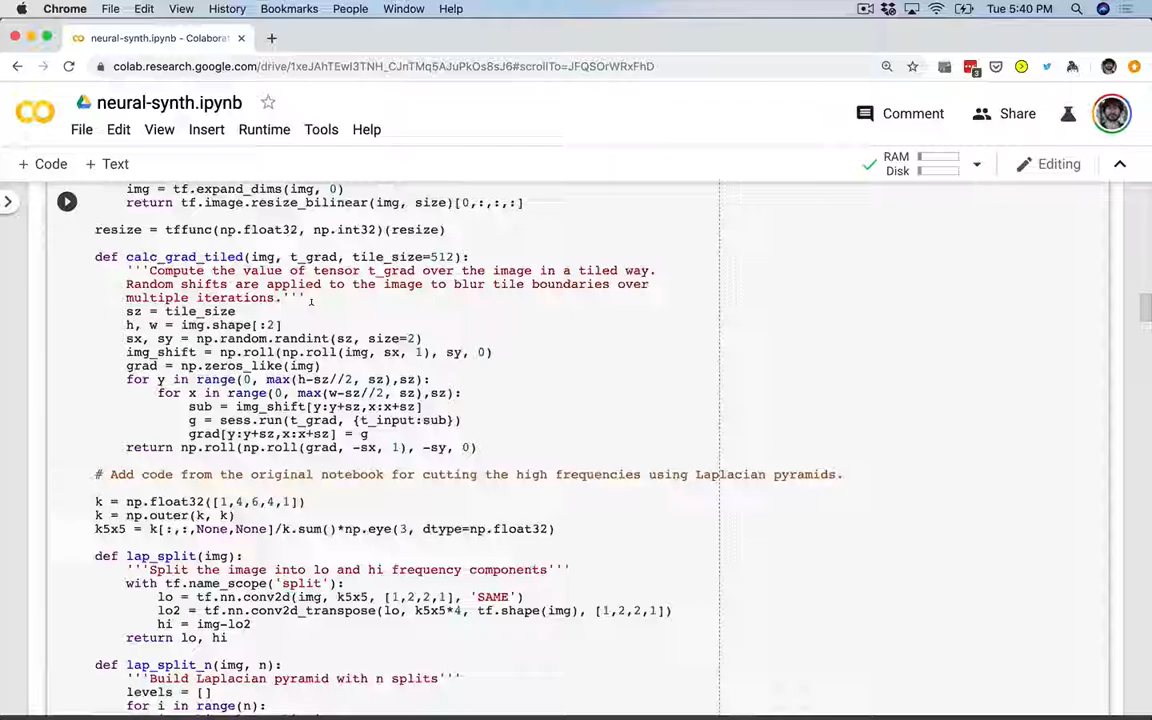 Chrome File Edit View History Bookmarks People Window Help Tue 5:40 PM
neural-synth.ipynb - Colaborat
colab.research.google.com/drive/1xeJAhTEwI3TNH_CJnTMq5AJuPkOs8sJ6#scrollTo=JFQSOrWRxFhD
3
neural-synth.ipynb
Comment Share
File Edit View Insert Runtime Tools Help
+ Code + Text RAM Disk Editing
img = tf.expand_dims(img, 0)
return tf.image.resize_bilinear(img, size)[0,:,:,:]
resize = tffunc(np.float32, np.int32)(resize)
def calc_grad_tiled(img, t_grad, tile_size=512):
'''Compute the value of tensor t_grad over the image in a tiled way.
Random shifts are applied to the image to blur tile boundaries over
multiple iterations.'''
sz = tile_size
h, w = img.shape[:2]
sx, sy = np.random.randint(sz, size=2)
img_shift = np.roll(np.roll(img, sx, 1), sy, 0)
grad = np.zeros_like(img)
for y in range(0, max(h-sz//2, sz),sz):
for x in range(0, max(w-sz//2, sz),sz):
sub = img_shift[y:y+sz,x:x+sz]
g = sess.run(t_grad, {t_input:sub})
grad[y:y+sz,x:x+sz] = g
return np.roll(np.roll(grad, -sx, 1), -sy, 0)
# Add code from the original notebook for cutting the high frequencies using Laplacian pyramids.
k = np.float32([1,4,6,4,1])
k = np.outer(k, k)
k5x5 = k[:,:,None,None]/k.sum()*np.eye(3, dtype=np.float32)
def lap_split(img):
'''Split the image into lo and hi frequency components'''
with tf.name_scope('split'):
lo = tf.nn.conv2d(img, k5x5, [1,2,2,1], 'SAME')
lo2 = tf.nn.conv2d_transpose(lo, k5x5*4, tf.shape(img), [1,2,2,1])
hi = img-lo2
return lo, hi
def lap_split_n(img, n):
'''Build Laplacian pyramid with n splits'''
levels = []
for i in range(n):